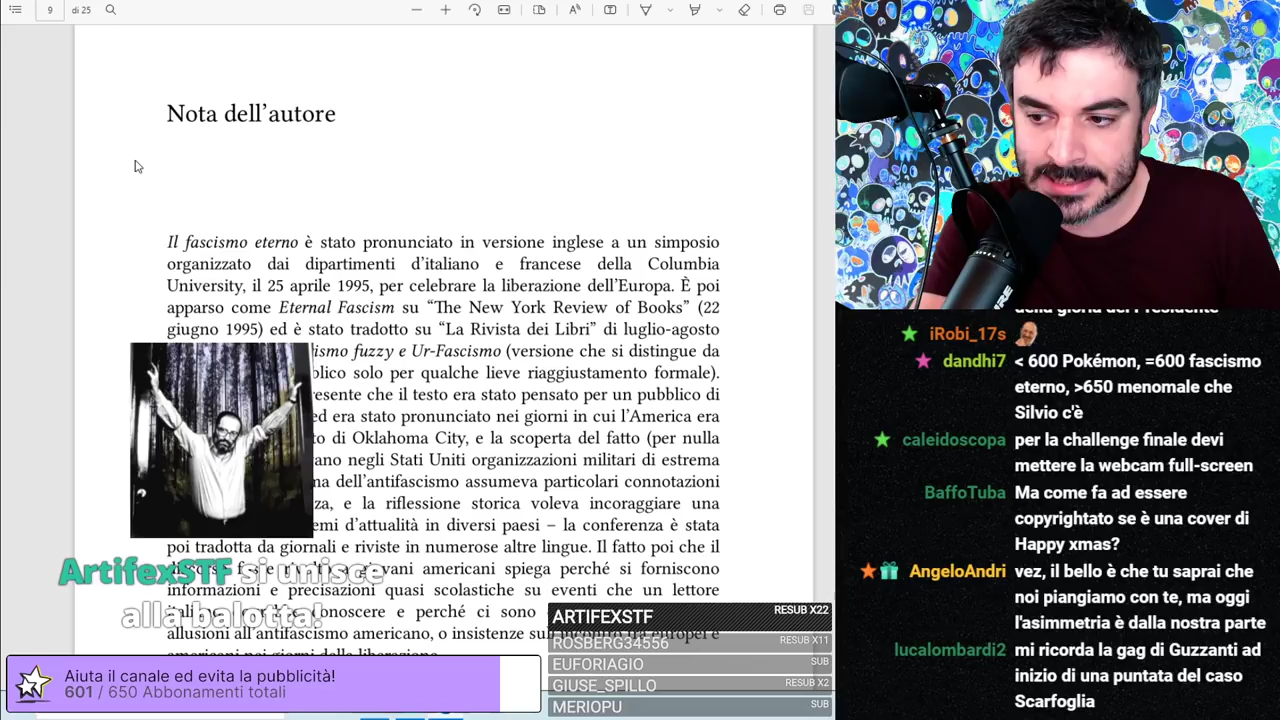 9
di 25
Nota dell’autore
Il fascismo eterno è stato pronunciato in versione inglese a un simposio
organizzato dai dipartimenti d’italiano e francese della Columbia
University, il 25 aprile 1995, per celebrare la liberazione dell’Europa. È poi
apparso come Eternal Fascism su “The New York Review of Books” (22
giugno 1995) ed è stato tradotto su “La Rivista dei Libri” di luglio-agosto
ismo fuzzy e Ur-Fascismo (versione che si distingue da
blico solo per qualche lieve riaggiustamento formale).
resente che il testo era stato pensato per un pubblico di
ed era stato pronunciato nei giorni in cui l’America era
to di Oklahoma City, e la scoperta del fatto (per nulla
vano negli Stati Uniti organizzazioni militari di estrema
ma dell’antifascismo assumeva particolari connotazioni
za, e la riflessione storica voleva incoraggiare una
emi d’attualità in diversi paesi – la conferenza è stata
poi tradotta da giornali e riviste in numerose altre lingue. Il fatto poi che il
ovani americani spiega perché si forniscono
informazioni e precisazioni quasi scolastiche su eventi che un lettore
onoscere e perché ci sono
allusioni all’antifascismo americano, o insistenze
ArtifexSTF si unisce
alla balotta!
ARTIFEXSTF RESUB X22
ROSBERG34556 RESUB X11
EUFORIAGIO SUB
GIUSE_SPILLO RESUB X2
MERIOPU SUB
Aiuta il canale ed evita la pubblicità!
601 / 650 Abbonamenti totali
della gloria del Presidente
iRobi_17s
dandhi7 < 600 Pokémon, =600 fascismo
eterno, >650 menomale che
Silvio c'è
caleidoscopa per la challenge finale devi
mettere la webcam full-screen
BaffoTuba Ma come fa ad essere
copyrightato se è una cover di
Happy xmas?
AngeloAndri vez, il bello è che tu saprai che
noi piangiamo con te, ma oggi
l'asimmetria è dalla nostra parte
lucalombardi2 mi ricorda la gag di Guzzanti ad
inizio di una puntata del caso
Scarfoglia